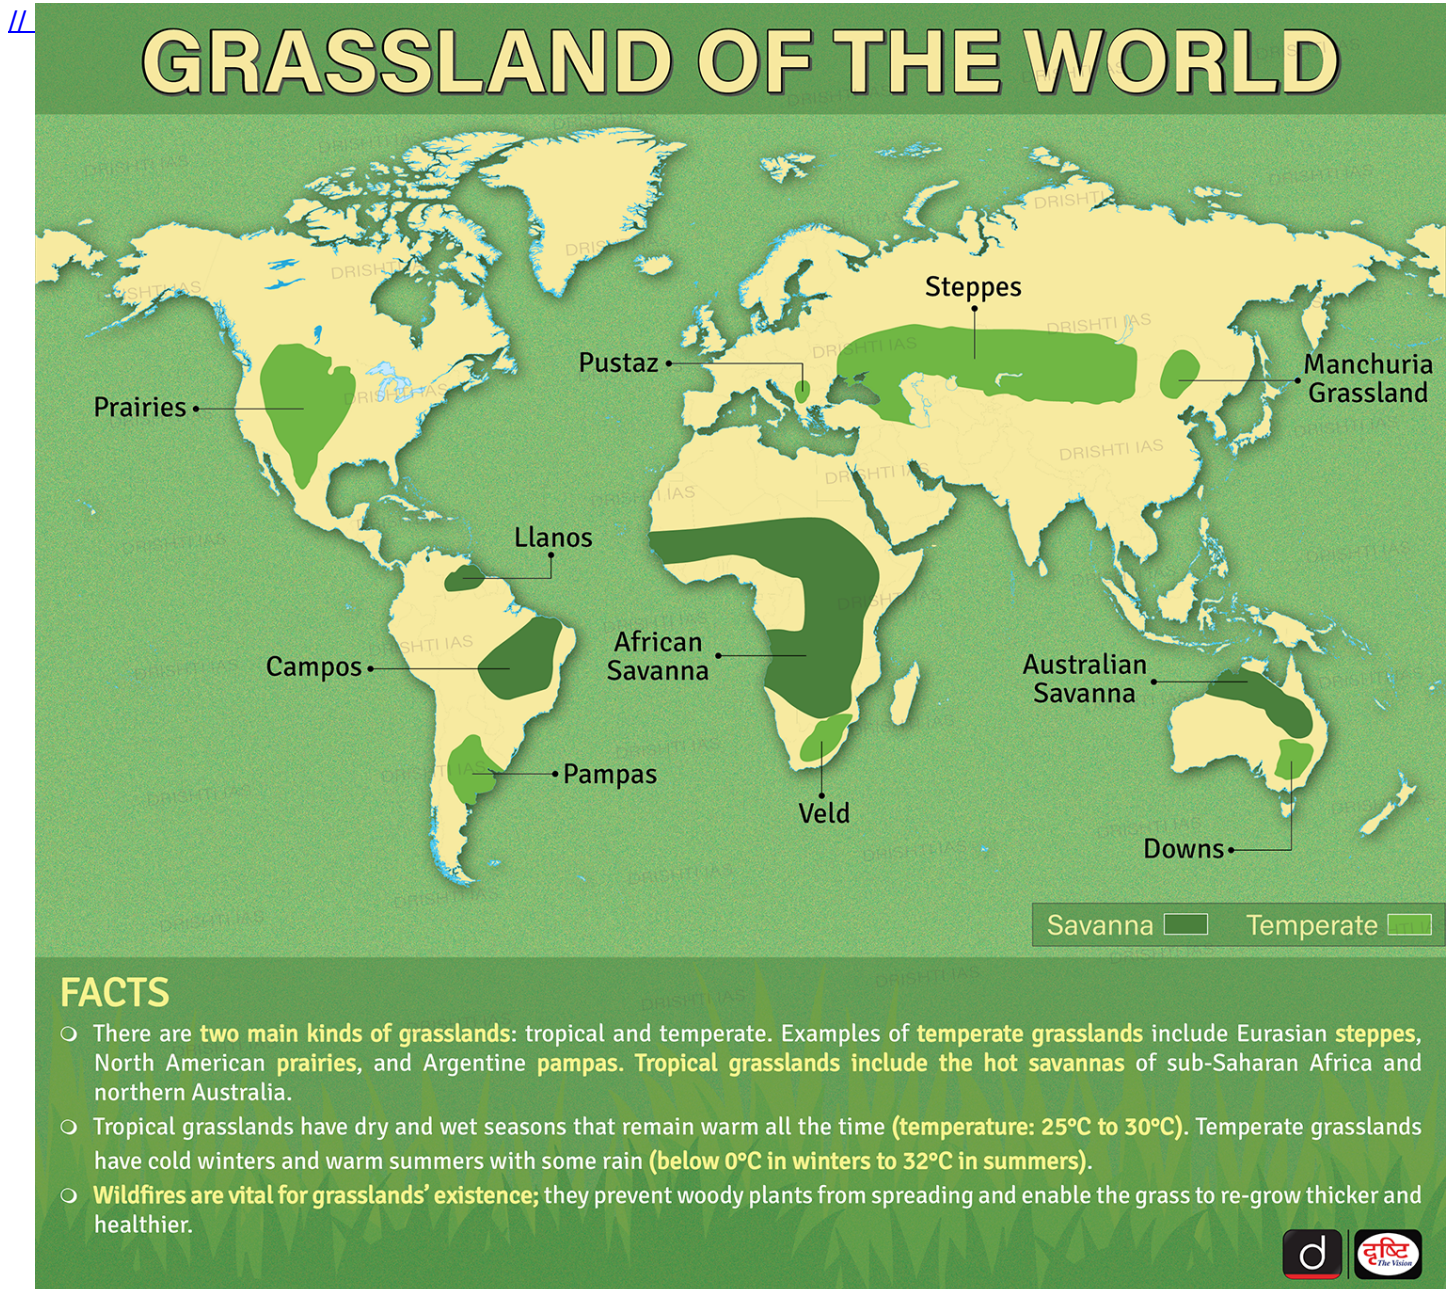 //
GRASSLAND OF THE WORLD
Steppes
Pustaz
Manchuria
Grassland
Prairies
Llanos
African
Savanna
Campos
Australian
Savanna
Pampas
Veld
Downs
Savanna
Temperate
FACTS
❍ There are two main kinds of grasslands: tropical and temperate. Examples of temperate grasslands include Eurasian steppes,
North American prairies, and Argentine pampas. Tropical grasslands include the hot savannas of sub-Saharan Africa and
northern Australia.
❍ Tropical grasslands have dry and wet seasons that remain warm all the time (temperature: 25°C to 30°C). Temperate grasslands
have cold winters and warm summers with some rain (below 0°C in winters to 32°C in summers).
❍ Wildfires are vital for grasslands’ existence; they prevent woody plants from spreading and enable the grass to re-grow thicker and
healthier.
d
दृष्टि
The Vision
DRISHTI IAS